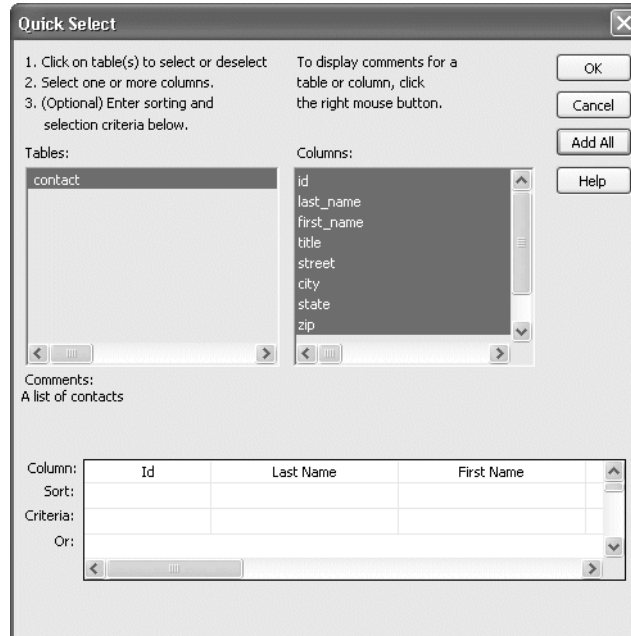 Quick Select
1. Click on table(s) to select or deselect
2. Select one or more columns.
3. (Optional) Enter sorting and
selection criteria below.
To display comments for a
table or column, click
the right mouse button.
OK
Cancel
Add All
Help
Tables:
contact
Columns:
id
last_name
first_name
title
street
city
state
zip
Comments:
A list of contacts
Column: Id Last Name First Name
Sort:
Criteria:
Or: